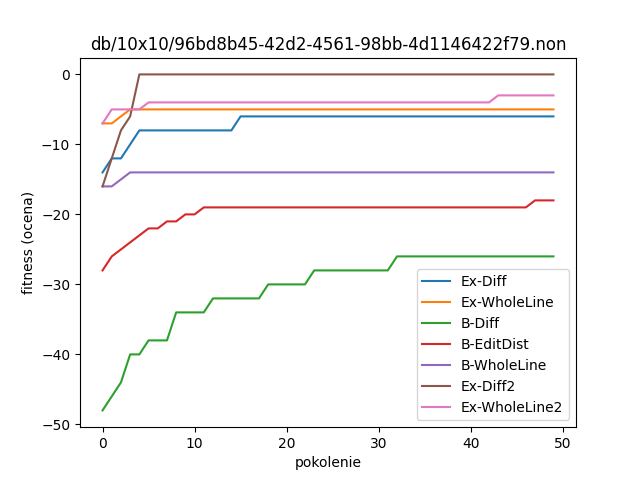 db/10x10/96bd8b45-42d2-4561-98bb-4d1146422f79.non
0
−10
−20
−30
−40
−50
fitness (ocena)
Ex-Diff
Ex-WholeLine
B-Diff
B-EditDist
B-WholeLine
Ex-Diff2
Ex-WholeLine2
0 10 20 30 40 50
pokolenie